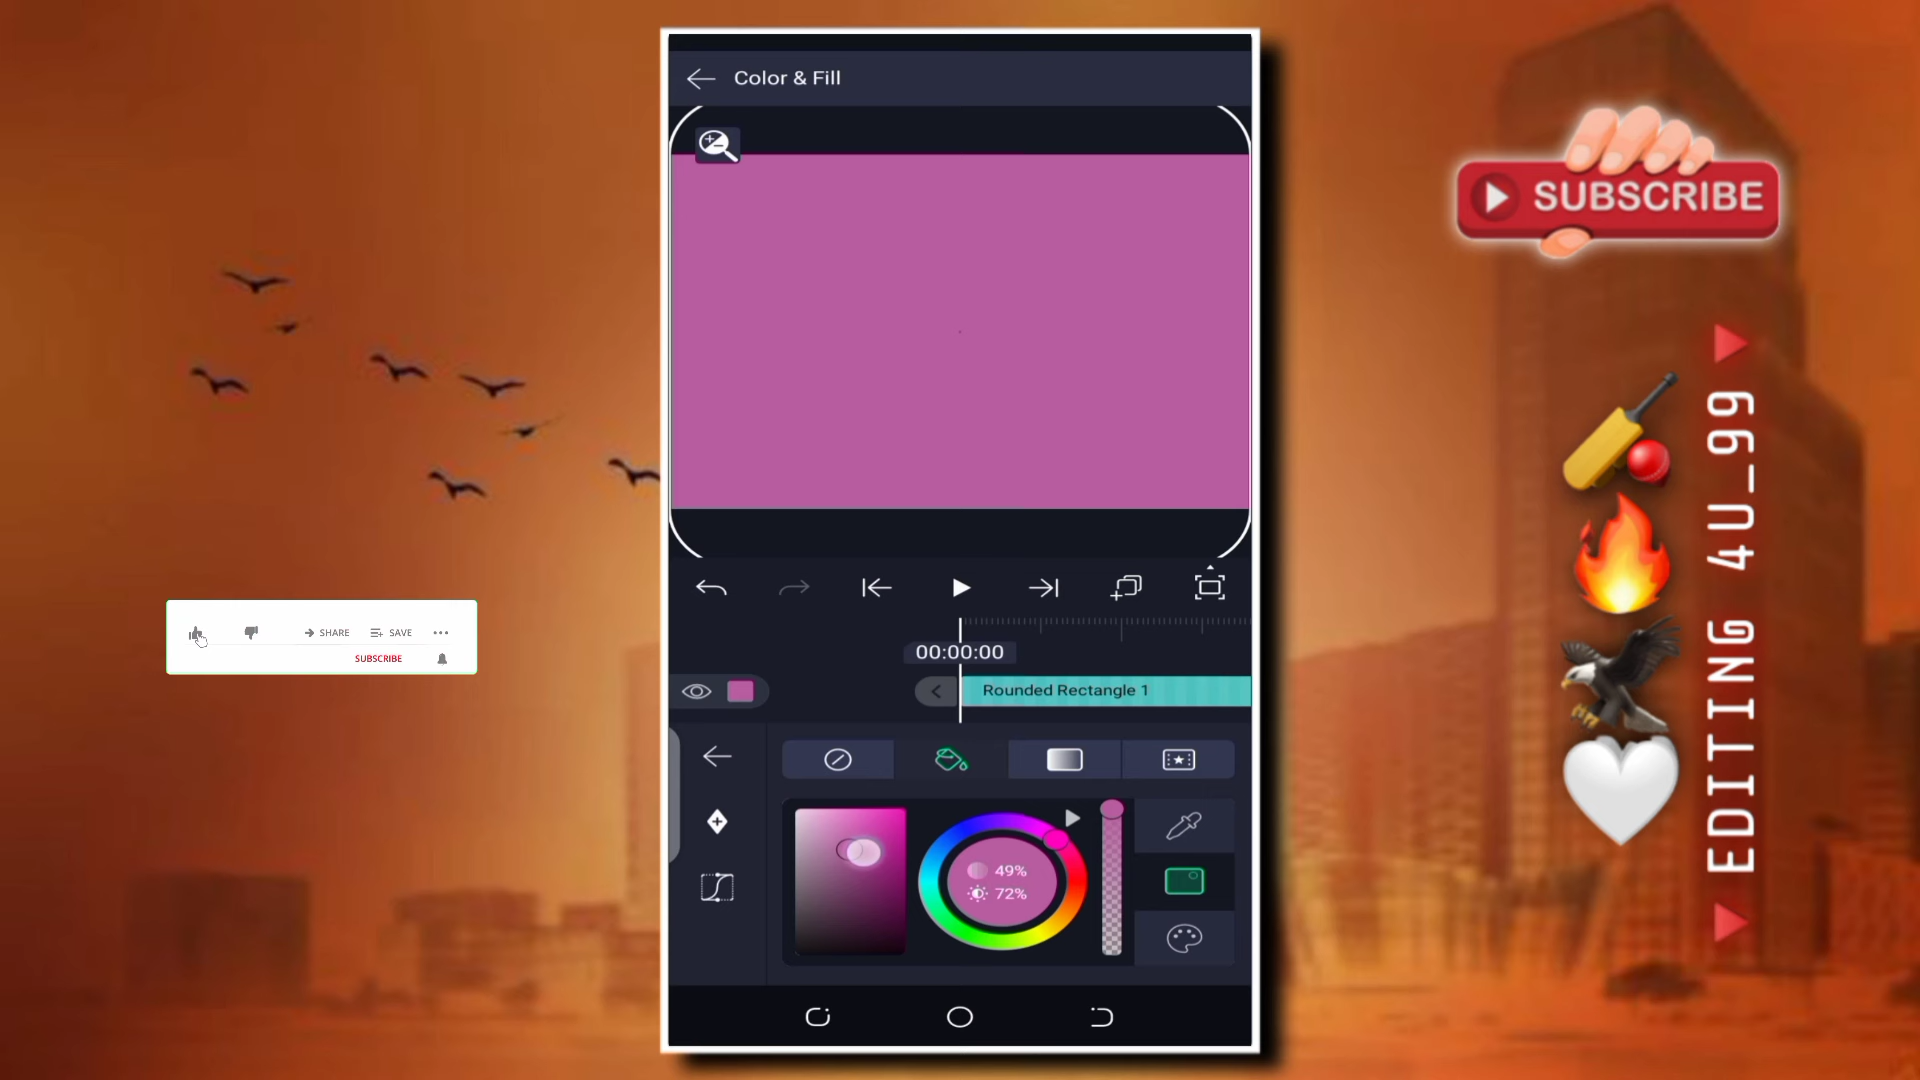 Color & Fill
SUBSCRIBE
EDITING 4U_99
SHARE
SAVE
SUBSCRIBE
00:00:00
Rounded Rectangle 1
49%
72%